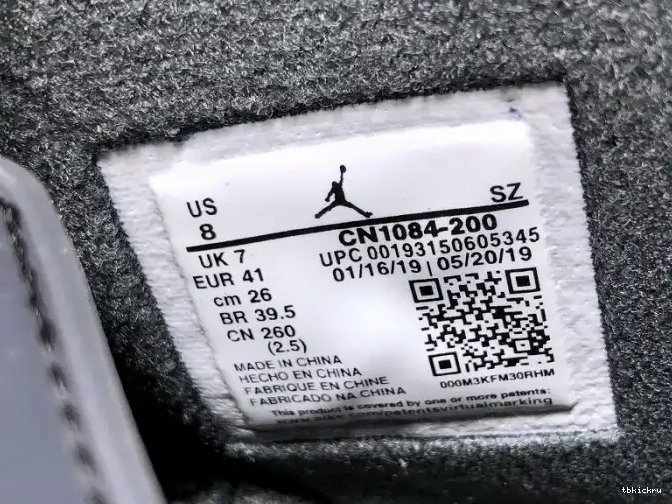 US SZ
8
CN1084-200
UK 7
UPC 00193150605345
EUR 41
01/16/19 | 05/20/19
cm 26
BR 39.5
CN 260
(2.5)
MADE IN CHINA
HECHO EN CHINA
FABRIQUE EN CHINE
FABRICADO NA CHINA
000M3KFM30RHM
This product is covered by one or more patents:
tbkickru